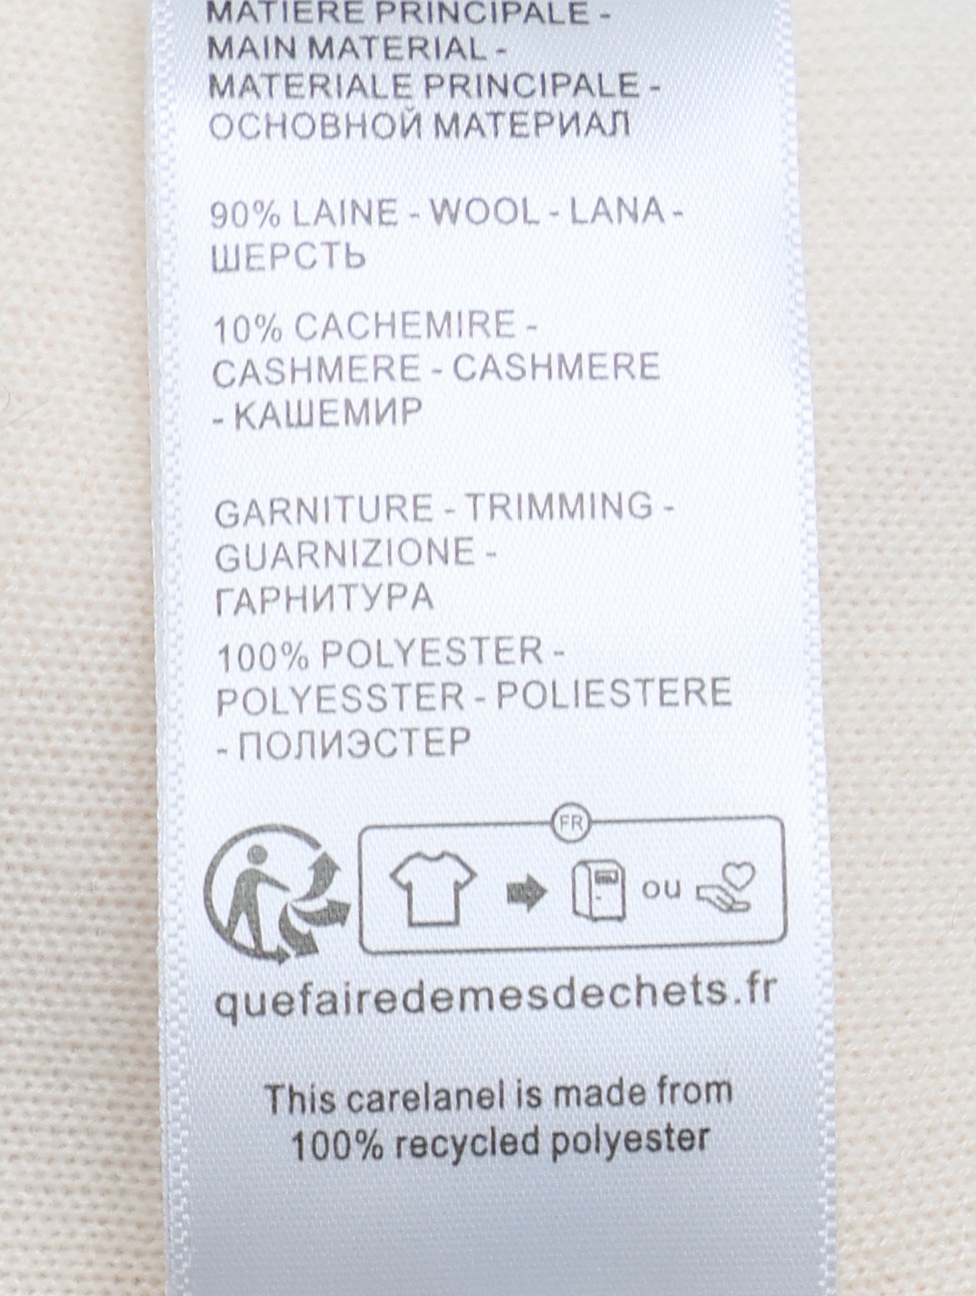 MATIÈRE PRINCIPALE -
MAIN MATERIAL -
MATERIALE PRINCIPALE -
ОСНОВНОЙ МАТЕРИАЛ
90% LAINE - WOOL - LANA -
ШЕРСТЬ
10% CACHEMIRE -
CASHMERE - CASHMERE
- КАШЕМИР
GARNITURE - TRIMMING -
GUARNIZIONE -
ГАРНИТУРА
100% POLYESTER -
POLYESSTER - POLIESTERE
- ПОЛИЭСТЕР
FR
ou
quefairedemesdechets.fr
This carelanel is made from
100% recycled polyester